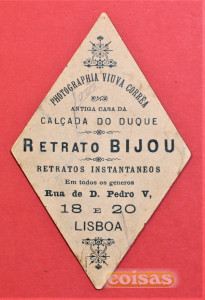 PHOTOGRAPHIA VIUVA CORRÊA
ANTIGA CASA DA
CALÇADA DO DUQUE
RETRATO BIJOU
RETRATOS INSTANTANEOS
Em todos os generos
Rua de D. Pedro V,
18 E 20
LISBOA
coisas